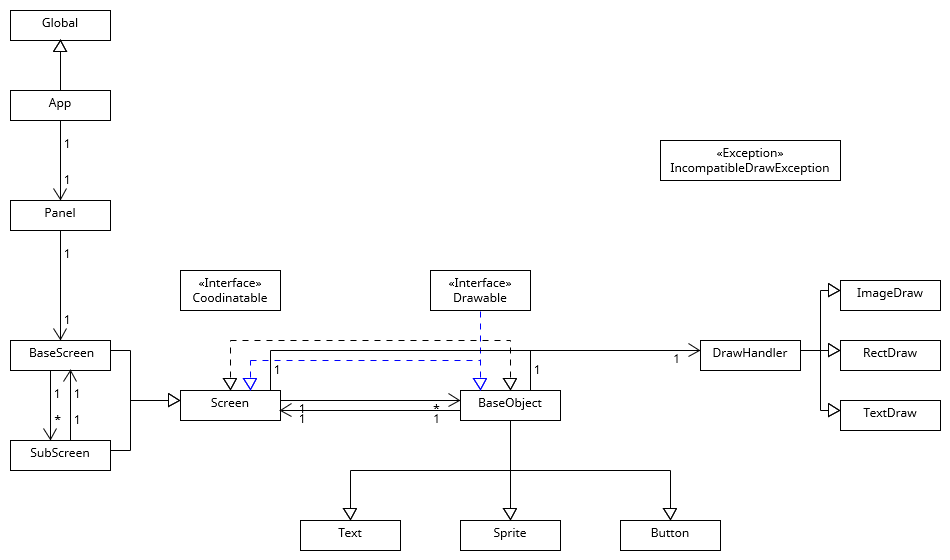 Global
App
1
1
«Exception»
IncompatibleDrawException
Panel
1
«Interface»
Coodinatable
«Interface»
Drawable
ImageDraw
1
BaseScreen
DrawHandler
RectDraw
1
1
1
1
1
Screen
1
*
BaseObject
TextDraw
*
1
1
1
SubScreen
Text
Sprite
Button